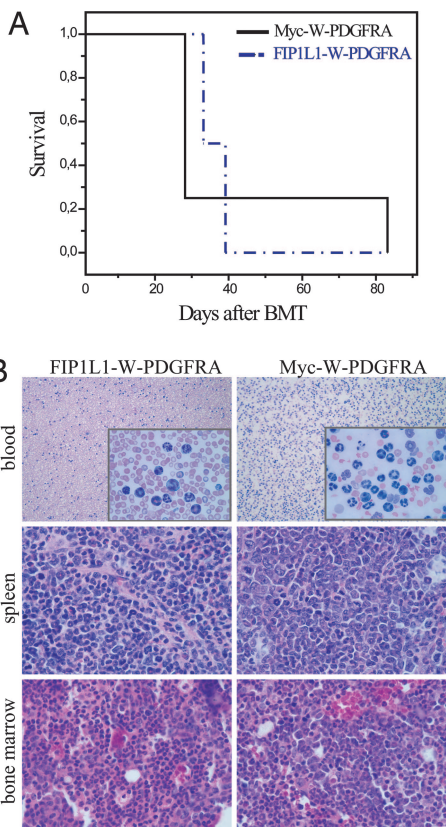 A
Myc-W-PDGFRA
FIP1L1-W-PDGFRA
Survival
1,0
0,8
0,6
0,4
0,2
0,0
0 20 40 60 80
Days after BMT
B
FIP1L1-W-PDGFRA Myc-W-PDGFRA
blood
spleen
bone marrow